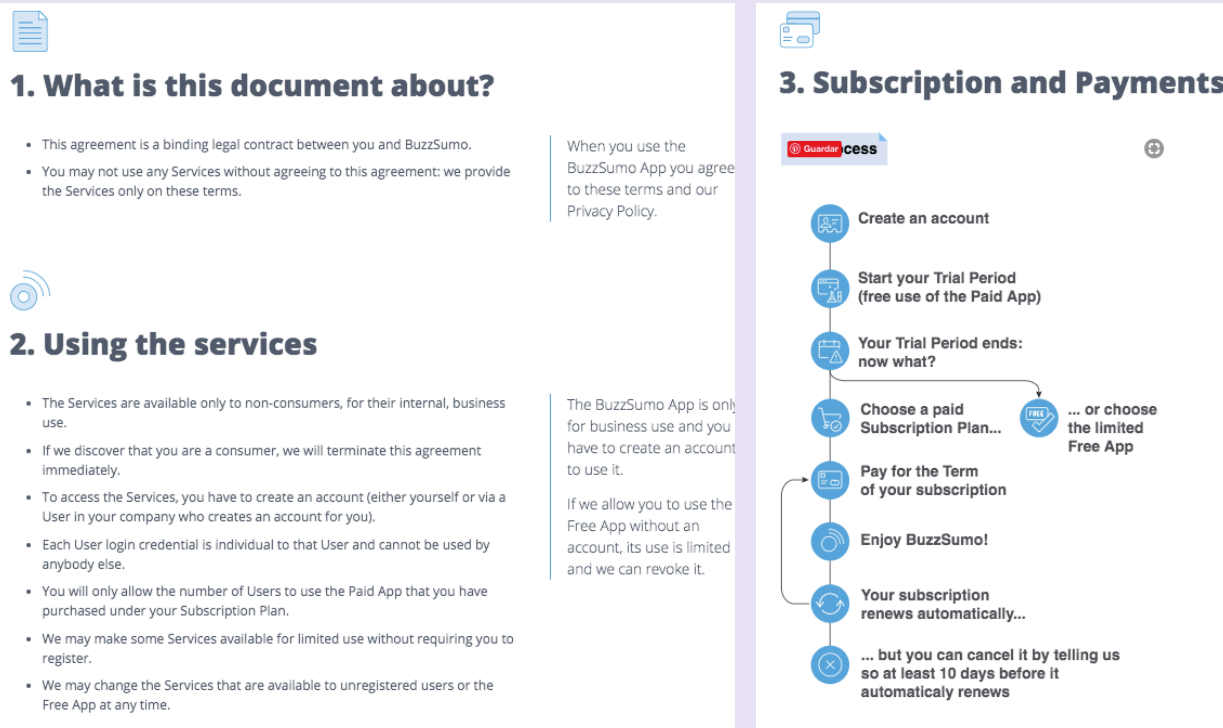 1. What is this document about?
This agreement is a binding legal contract between you and BuzzSumo.
You may not use any Services without agreeing to this agreement: we provide
the Services only on these terms.
When you use the
BuzzSumo App you agree
to these terms and our
Privacy Policy.
2. Using the services
The Services are available only to non-consumers, for their internal, business
use.
If we discover that you are a consumer, we will terminate this agreement
immediately.
To access the Services, you have to create an account (either yourself or via a
User in your company who creates an account for you).
Each User login credential is individual to that User and cannot be used by
anybody else.
You will only allow the number of Users to use the Paid App that you have
purchased under your Subscription Plan.
We may make some Services available for limited use without requiring you to
register.
We may change the Services that are available to unregistered users or the
Free App at any time.
The BuzzSumo App is only
for business use and you
have to create an account
to use it.
If we allow you to use the
Free App without an
account, its use is limited
and we can revoke it.
3. Subscription and Payments
Guardar
cess
Create an account
Start your Trial Period
(free use of the Paid App)
Your Trial Period ends:
now what?
Choose a paid
Subscription Plan...
FREE
... or choose
the limited
Free App
Pay for the Term
of your subscription
Enjoy BuzzSumo!
Your subscription
renews automatically...
... but you can cancel it by telling us
so at least 10 days before it
automaticaly renews